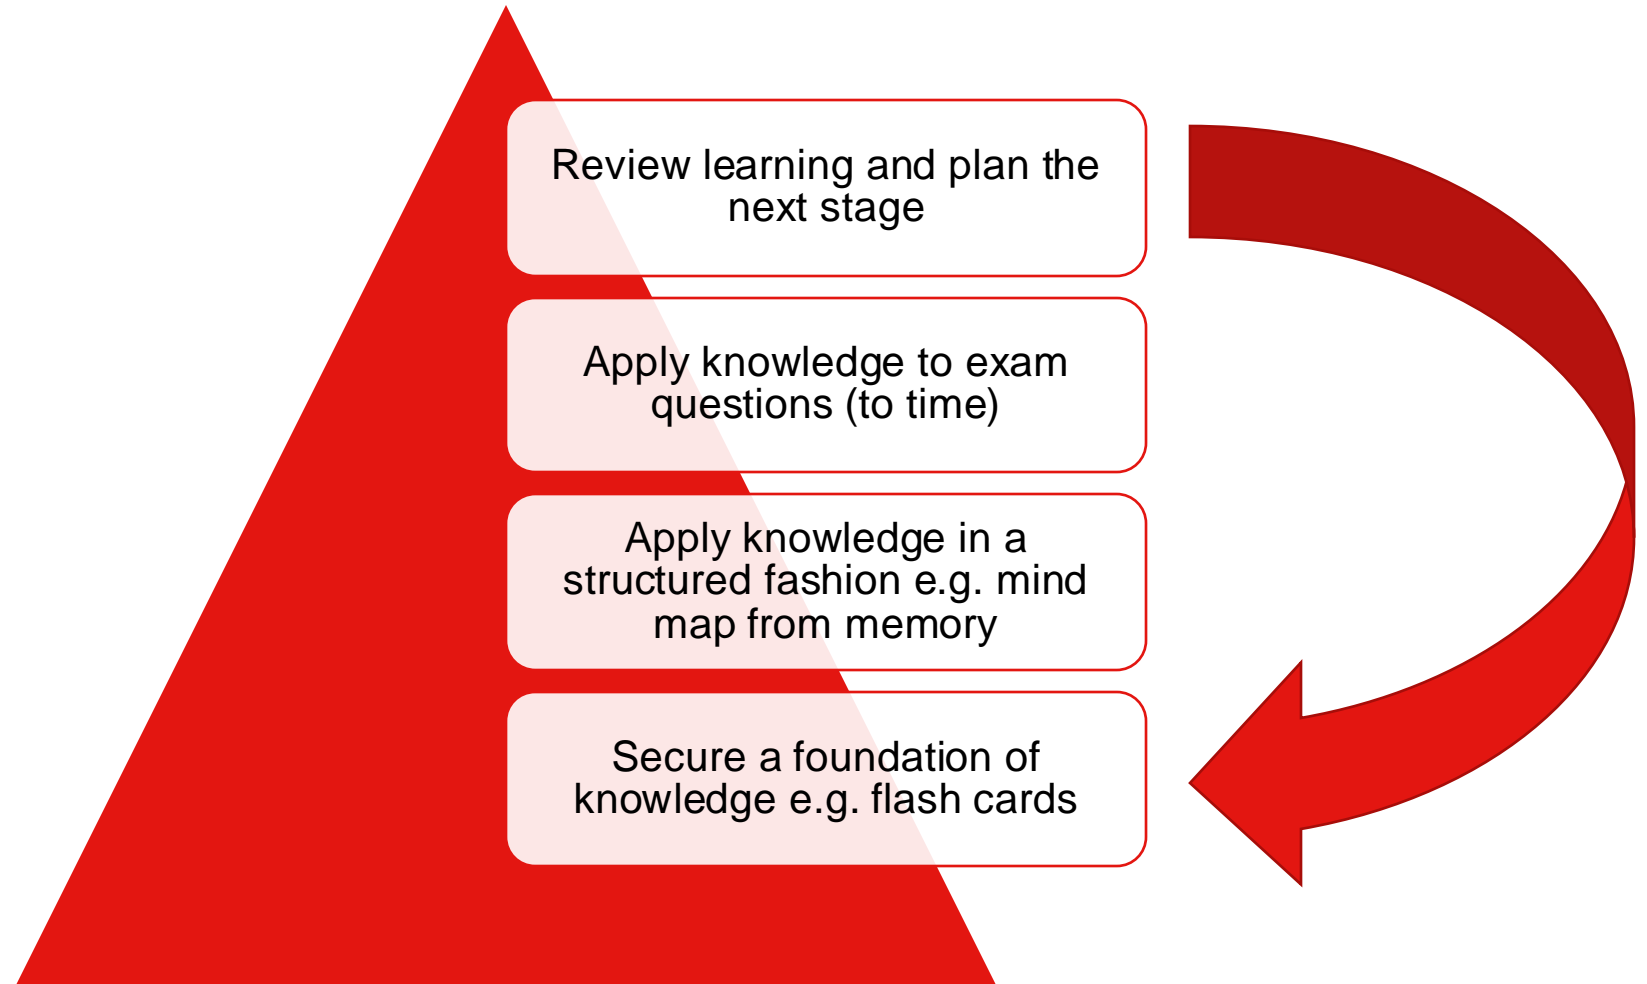 Review learning and plan the
next stage
Apply knowledge to exam
questions (to time)
Apply knowledge in a
structured fashion e.g. mind
map from memory
Secure a foundation of
knowledge e.g. flash cards